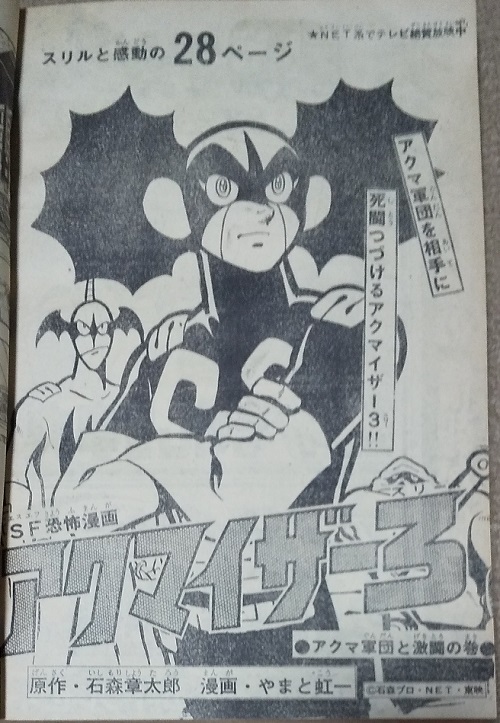 スリルと感動の28ページ
★NET系でテレビ絶賛放映中
アクマ軍団を相手に
死闘つづけるアクマイザー3!!
SF恐怖漫画
アクマイザー3
●アクマ軍団と激闘の巻●
原作・石森章太郎 漫画・やまと虹一
©石森プロ・NET・東映